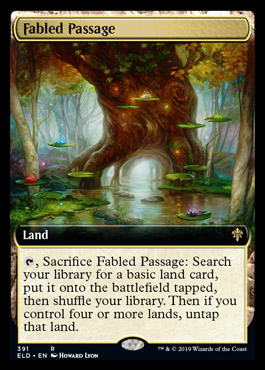 Fabled Passage
Land
, Sacrifice Fabled Passage: Search
your library for a basic land card,
put it onto the battlefield tapped,
then shuffle your library. Then if you
control four or more lands, untap
that land.
391 R
ELD • EN Howard Lyon
™ & © 2019 Wizards of the Coast